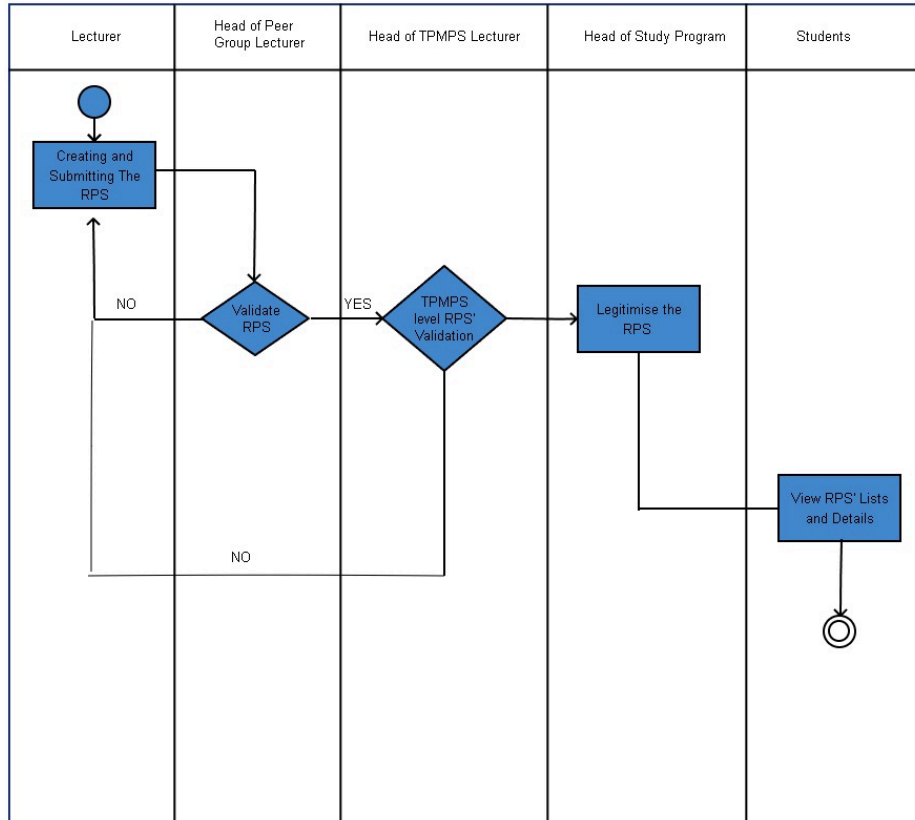 Lecturer
Head of Peer
Group Lecturer
Head of TPMPS Lecturer
Head of Study Program
Students
Creating and
Submitting The
RPS
NO
Validate
RPS
YES
TPMPS
level RPS'
Validation
Legitimise the
RPS
View RPS' Lists
and Details
NO